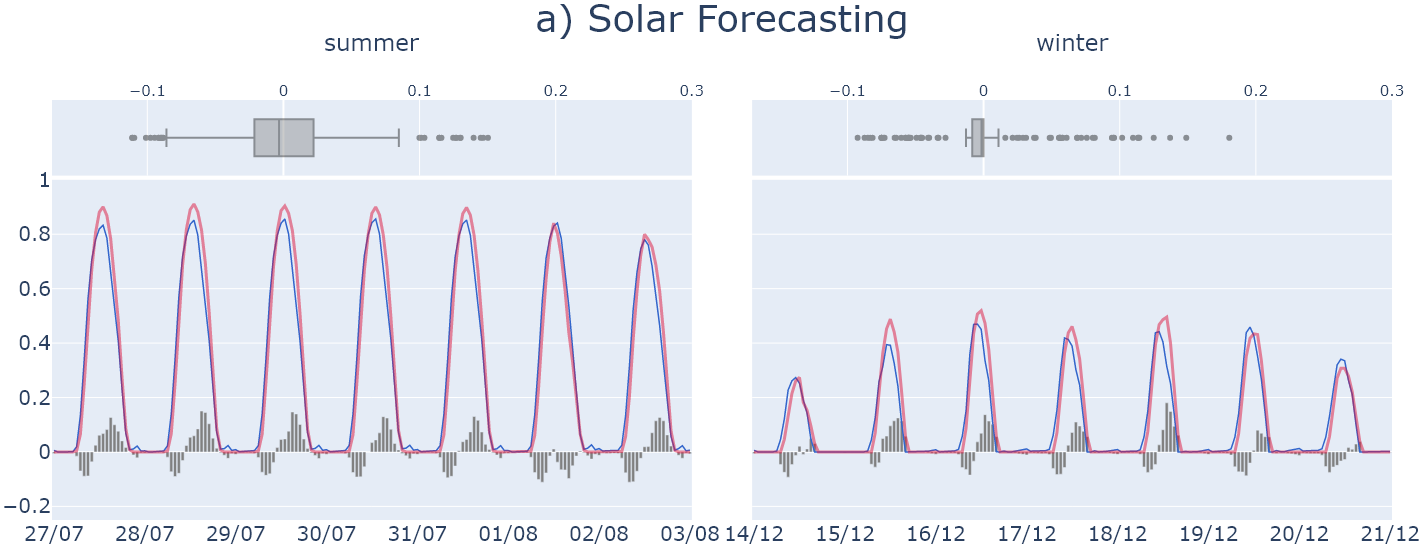 a) Solar Forecasting
summer
winter
−0.1 0 0.1 0.2 0.3
−0.1 0 0.1 0.2 0.3
1
0.8
0.6
0.4
0.2
0
−0.2
27/07 28/07 29/07 30/07 31/07 01/08 02/08 03/08
14/12 15/12 16/12 17/12 18/12 19/12 20/12 21/12